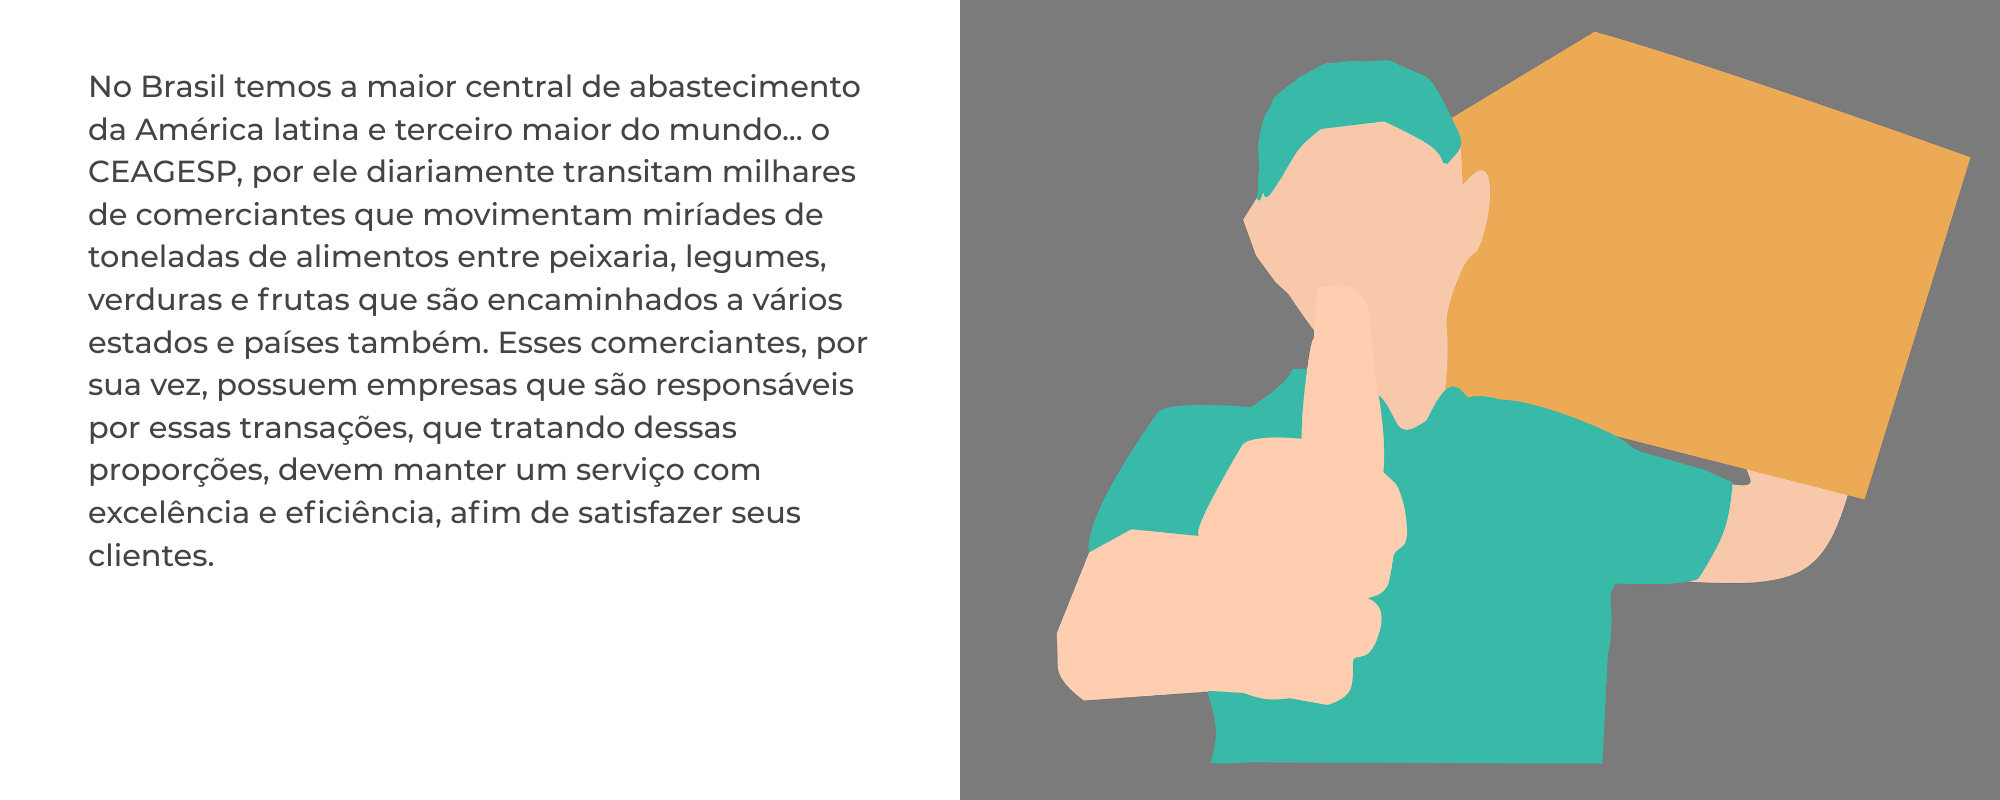 No Brasil temos a maior central de abastecimento
da América latina e terceiro maior do mundo... o
CEAGESP, por ele diariamente transitam milhares
de comerciantes que movimentam miríades de
toneladas de alimentos entre peixaria, legumes,
verduras e frutas que são encaminhados a vários
estados e países também. Esses comerciantes, por
sua vez, possuem empresas que são responsáveis
por essas transações, que tratando dessas
proporções, devem manter um serviço com
excelência e eficiência, afim de satisfazer seus
clientes.